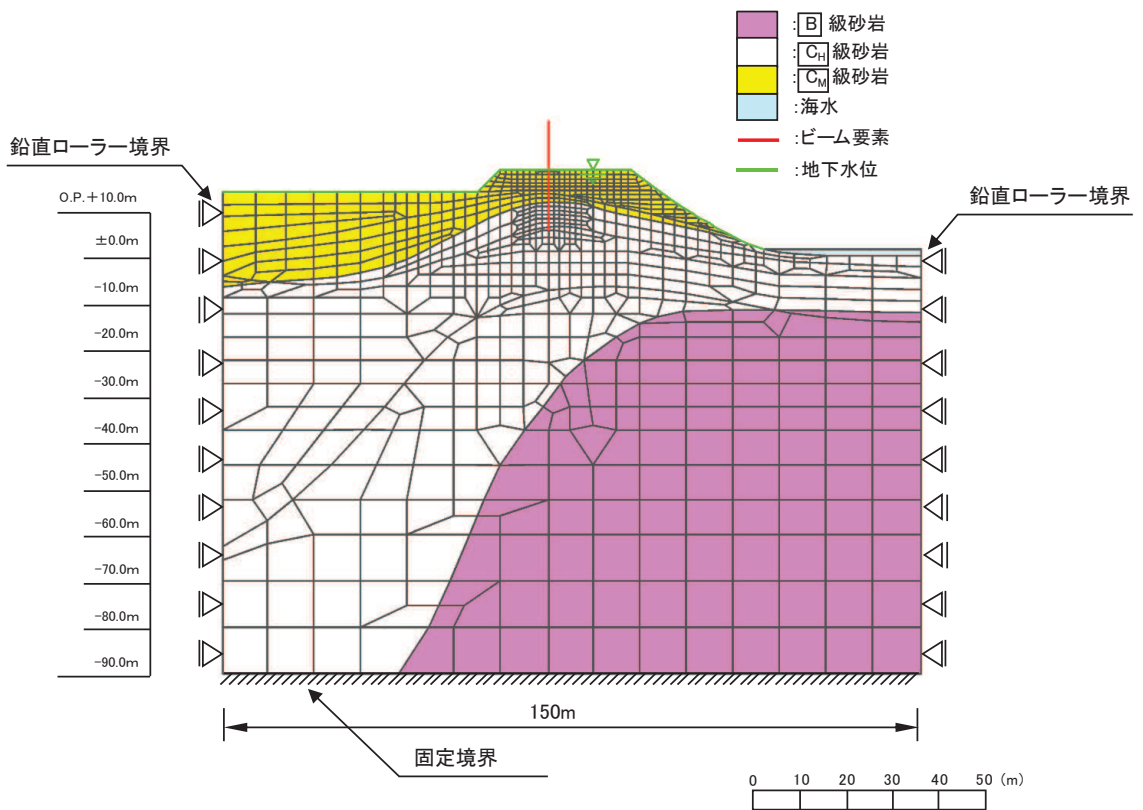 :B 級砂岩
:CH 級砂岩
:CM 級砂岩
:海水
:ビーム要素
:地下水位
鉛直ローラー境界
鉛直ローラー境界
O.P.+10.0m
±0.0m
-10.0m
-20.0m
-30.0m
-40.0m
-50.0m
-60.0m
-70.0m
-80.0m
-90.0m
150m
固定境界
0 10 20 30 40 50 (m)